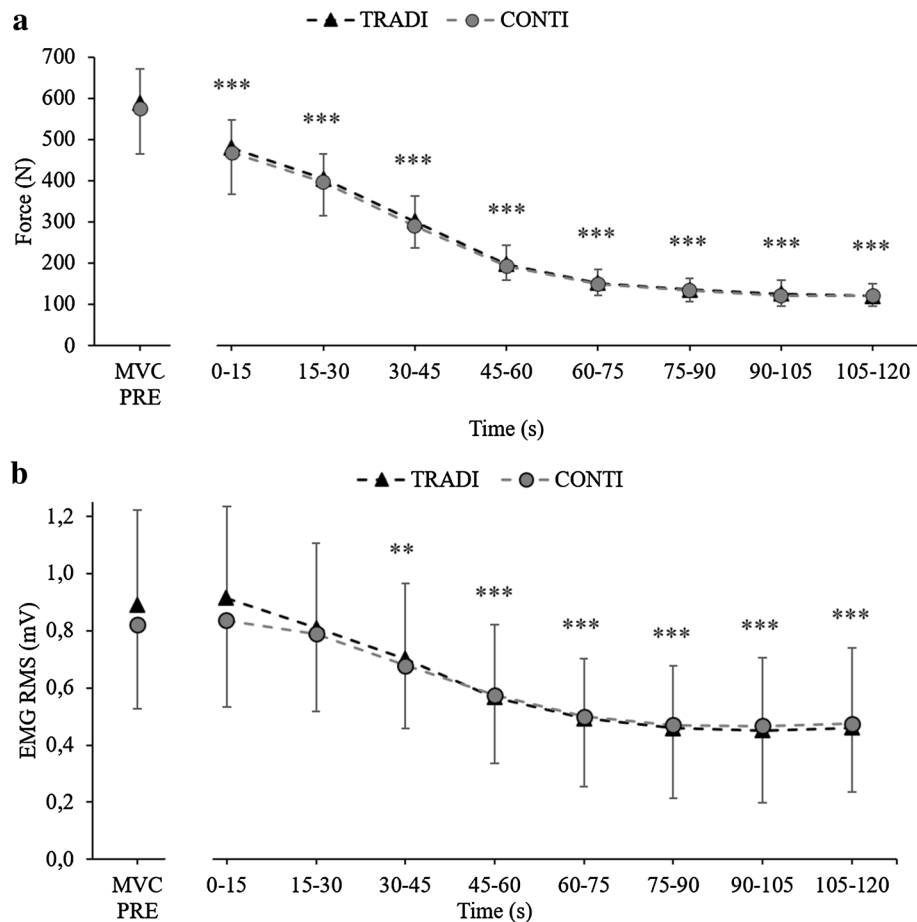 a
TRADI CONTI
700
600
500
400
300
200
100
0
Force (N)
*** *** *** *** *** *** *** ***
MVC PRE 0-15 15-30 30-45 45-60 60-75 75-90 90-105 105-120
Time (s)
b
TRADI CONTI
1,2
1,0
0,8
0,6
0,4
0,2
0,0
EMG RMS (mV)
** *** *** *** *** ***
MVC PRE 0-15 15-30 30-45 45-60 60-75 75-90 90-105 105-120
Time (s)